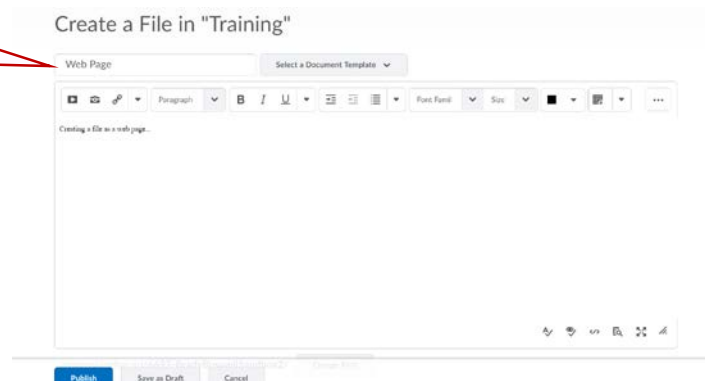 Create a File in "Training"
Web Page Select a Document Template
Paragraph B I U Font Famil Size
Creating a file as a web page...
Publish Save as Draft Cancel